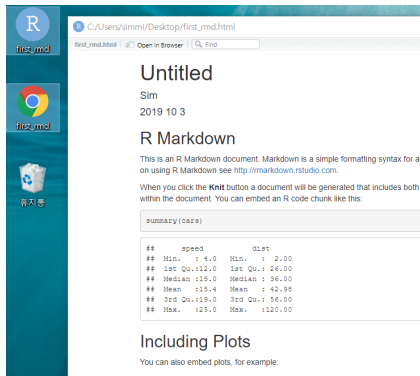 R
first_rmd
first_rmd
휴지통
R C:/Users/simmi/Desktop/first_rmd.html
first_rmd.html Open in Browser Find
Untitled
Sim
2019 10 3
R Markdown
This is an R Markdown document. Markdown is a simple formatting syntax for
on using R Markdown see http://rmarkdown.rstudio.com.
When you click the Knit button a document will be generated that includes both
within the document. You can embed an R code chunk like this:
summary(cars)
## speed dist
## Min. : 4.0 Min. : 2.00
## 1st Qu.:12.0 1st Qu.: 26.00
## Median :15.0 Median : 36.00
## Mean :15.4 Mean : 42.98
## 3rd Qu.:19.0 3rd Qu.: 56.00
## Max. :25.0 Max. :120.00
Including Plots
You can also embed plots, for example: